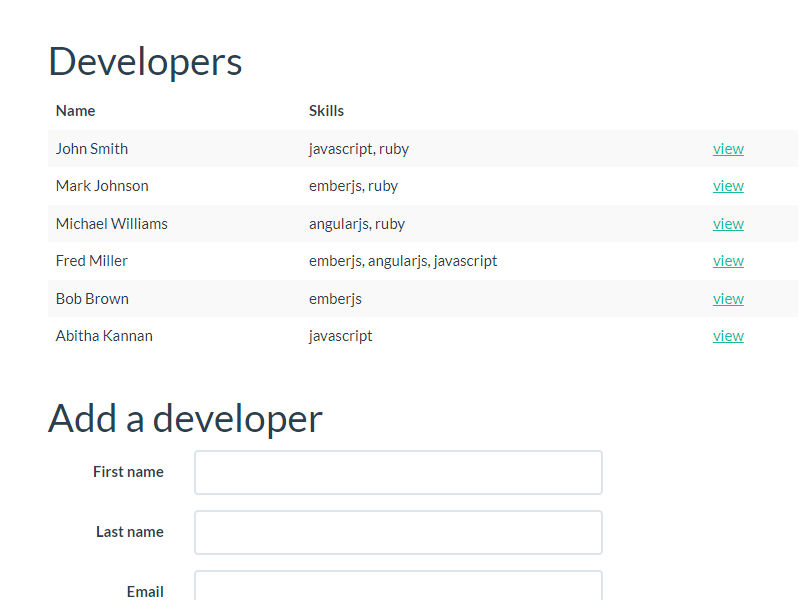 Developers
Name Skills
John Smith javascript, ruby view
Mark Johnson emberjs, ruby view
Michael Williams angularjs, ruby view
Fred Miller emberjs, angularjs, javascript view
Bob Brown emberjs view
Abitha Kannan javascript view
Add a developer
First name
Last name
Email